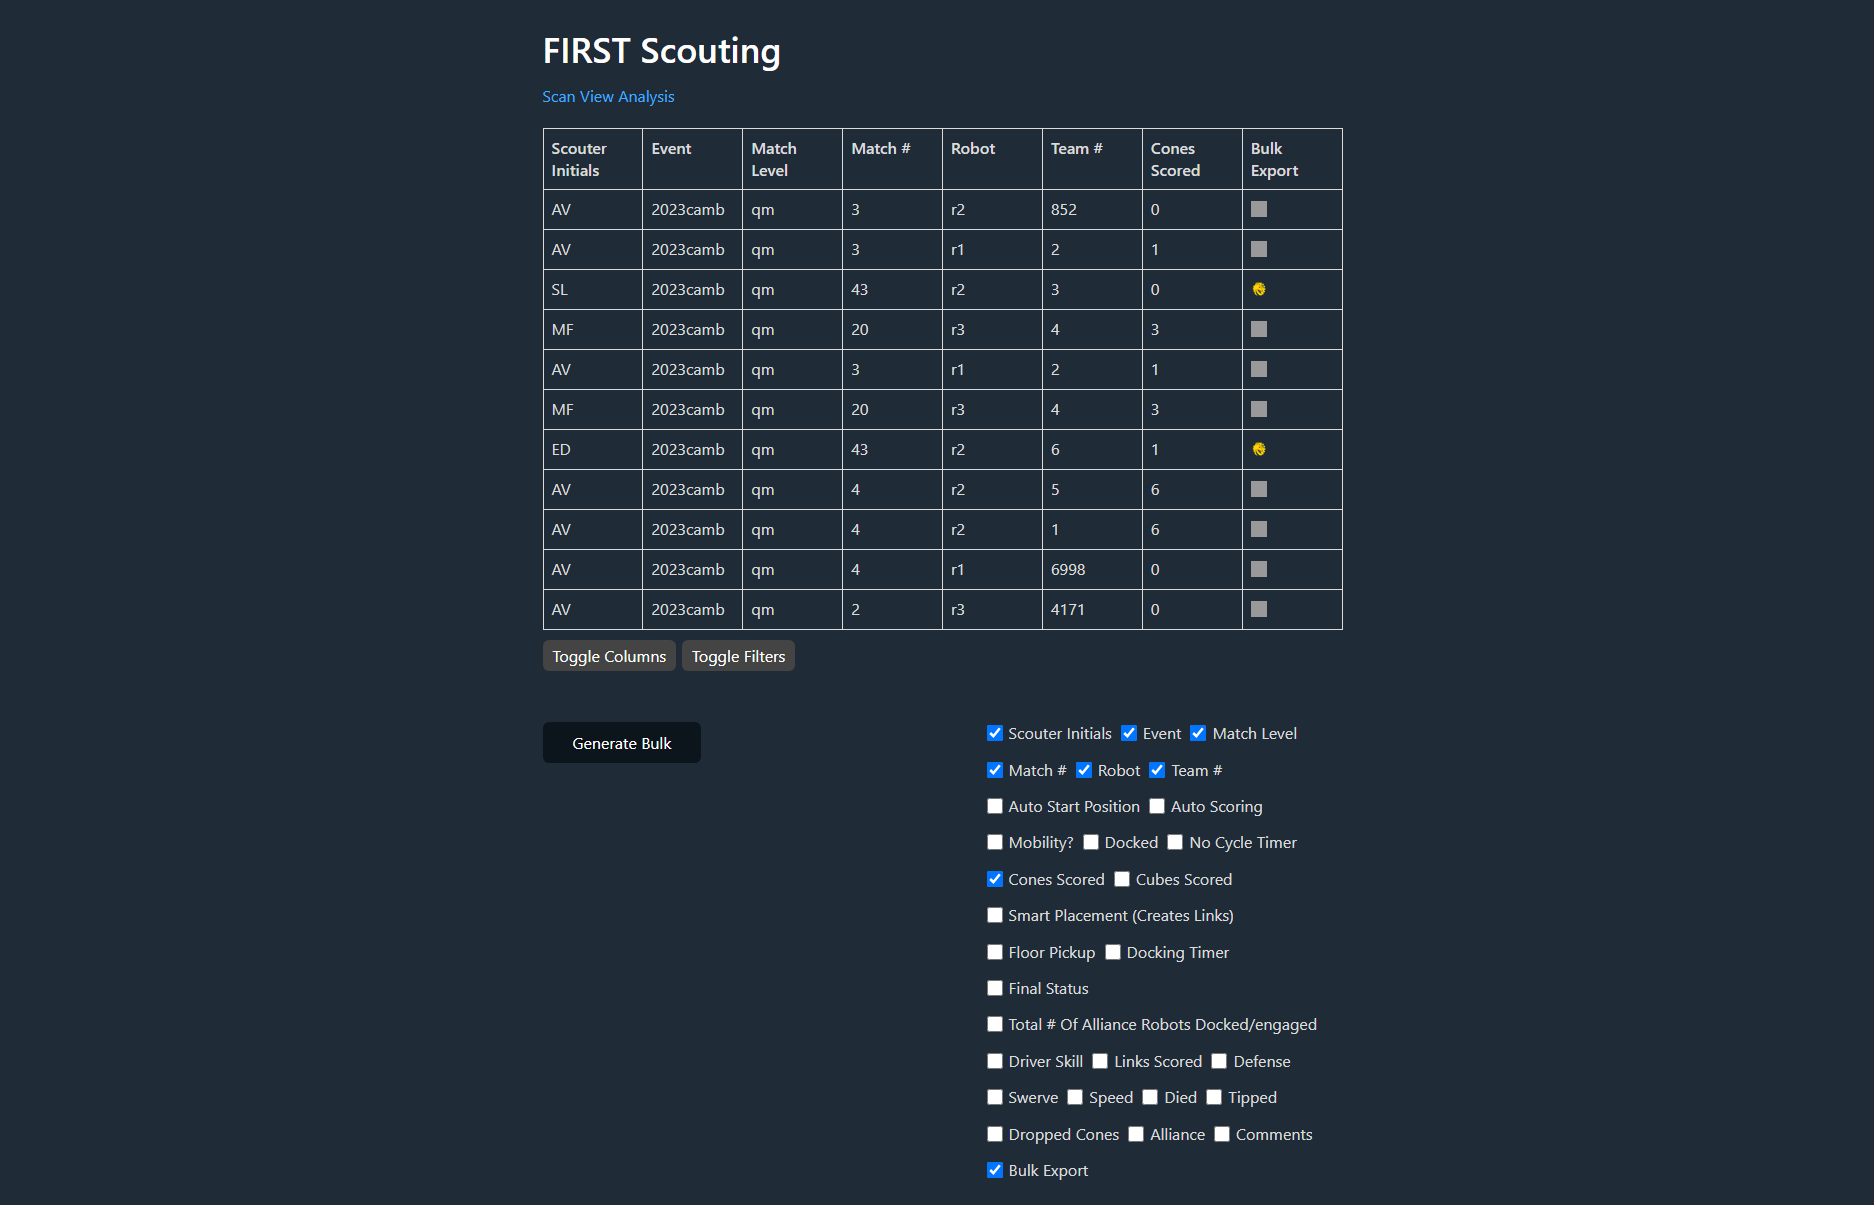 FIRST Scouting
Scan View Analysis
Scouter Initials Event Match Level Match # Robot Team # Cones Scored Bulk Export
AV 2023camb qm 3 r2 852 0
AV 2023camb qm 3 r1 2 1
SL 2023camb qm 43 r2 3 0
MF 2023camb qm 20 r3 4 3
AV 2023camb qm 3 r1 2 1
MF 2023camb qm 20 r3 4 3
ED 2023camb qm 43 r2 6 1
AV 2023camb qm 4 r2 5 6
AV 2023camb qm 4 r2 1 6
AV 2023camb qm 4 r1 6998 0
AV 2023camb qm 2 r3 4171 0
Toggle Columns Toggle Filters
Generate Bulk
Scouter Initials Event Match Level
Match # Robot Team #
Auto Start Position Auto Scoring
Mobility? Docked No Cycle Timer
Cones Scored Cubes Scored
Smart Placement (Creates Links)
Floor Pickup Docking Timer
Final Status
Total # Of Alliance Robots Docked/engaged
Driver Skill Links Scored Defense
Swerve Speed Died Tipped
Dropped Cones Alliance Comments
Bulk Export